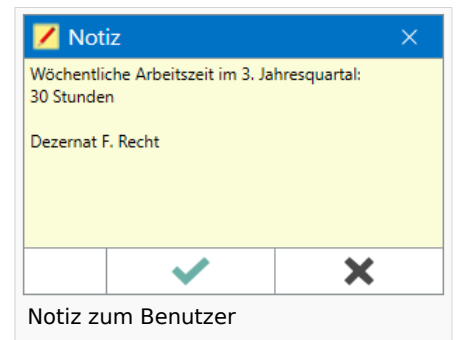 Notiz
Wöchentliche Arbeitszeit im 3. Jahresquartal:
30 Stunden
Dezernat F. Recht
Notiz zum Benutzer